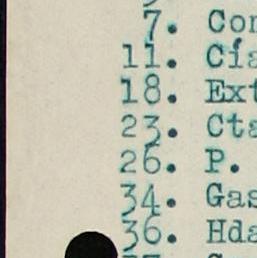 7. Con
11. Cía
18. Ext
23. Cta
26. P.
34. Gas
36. Hda